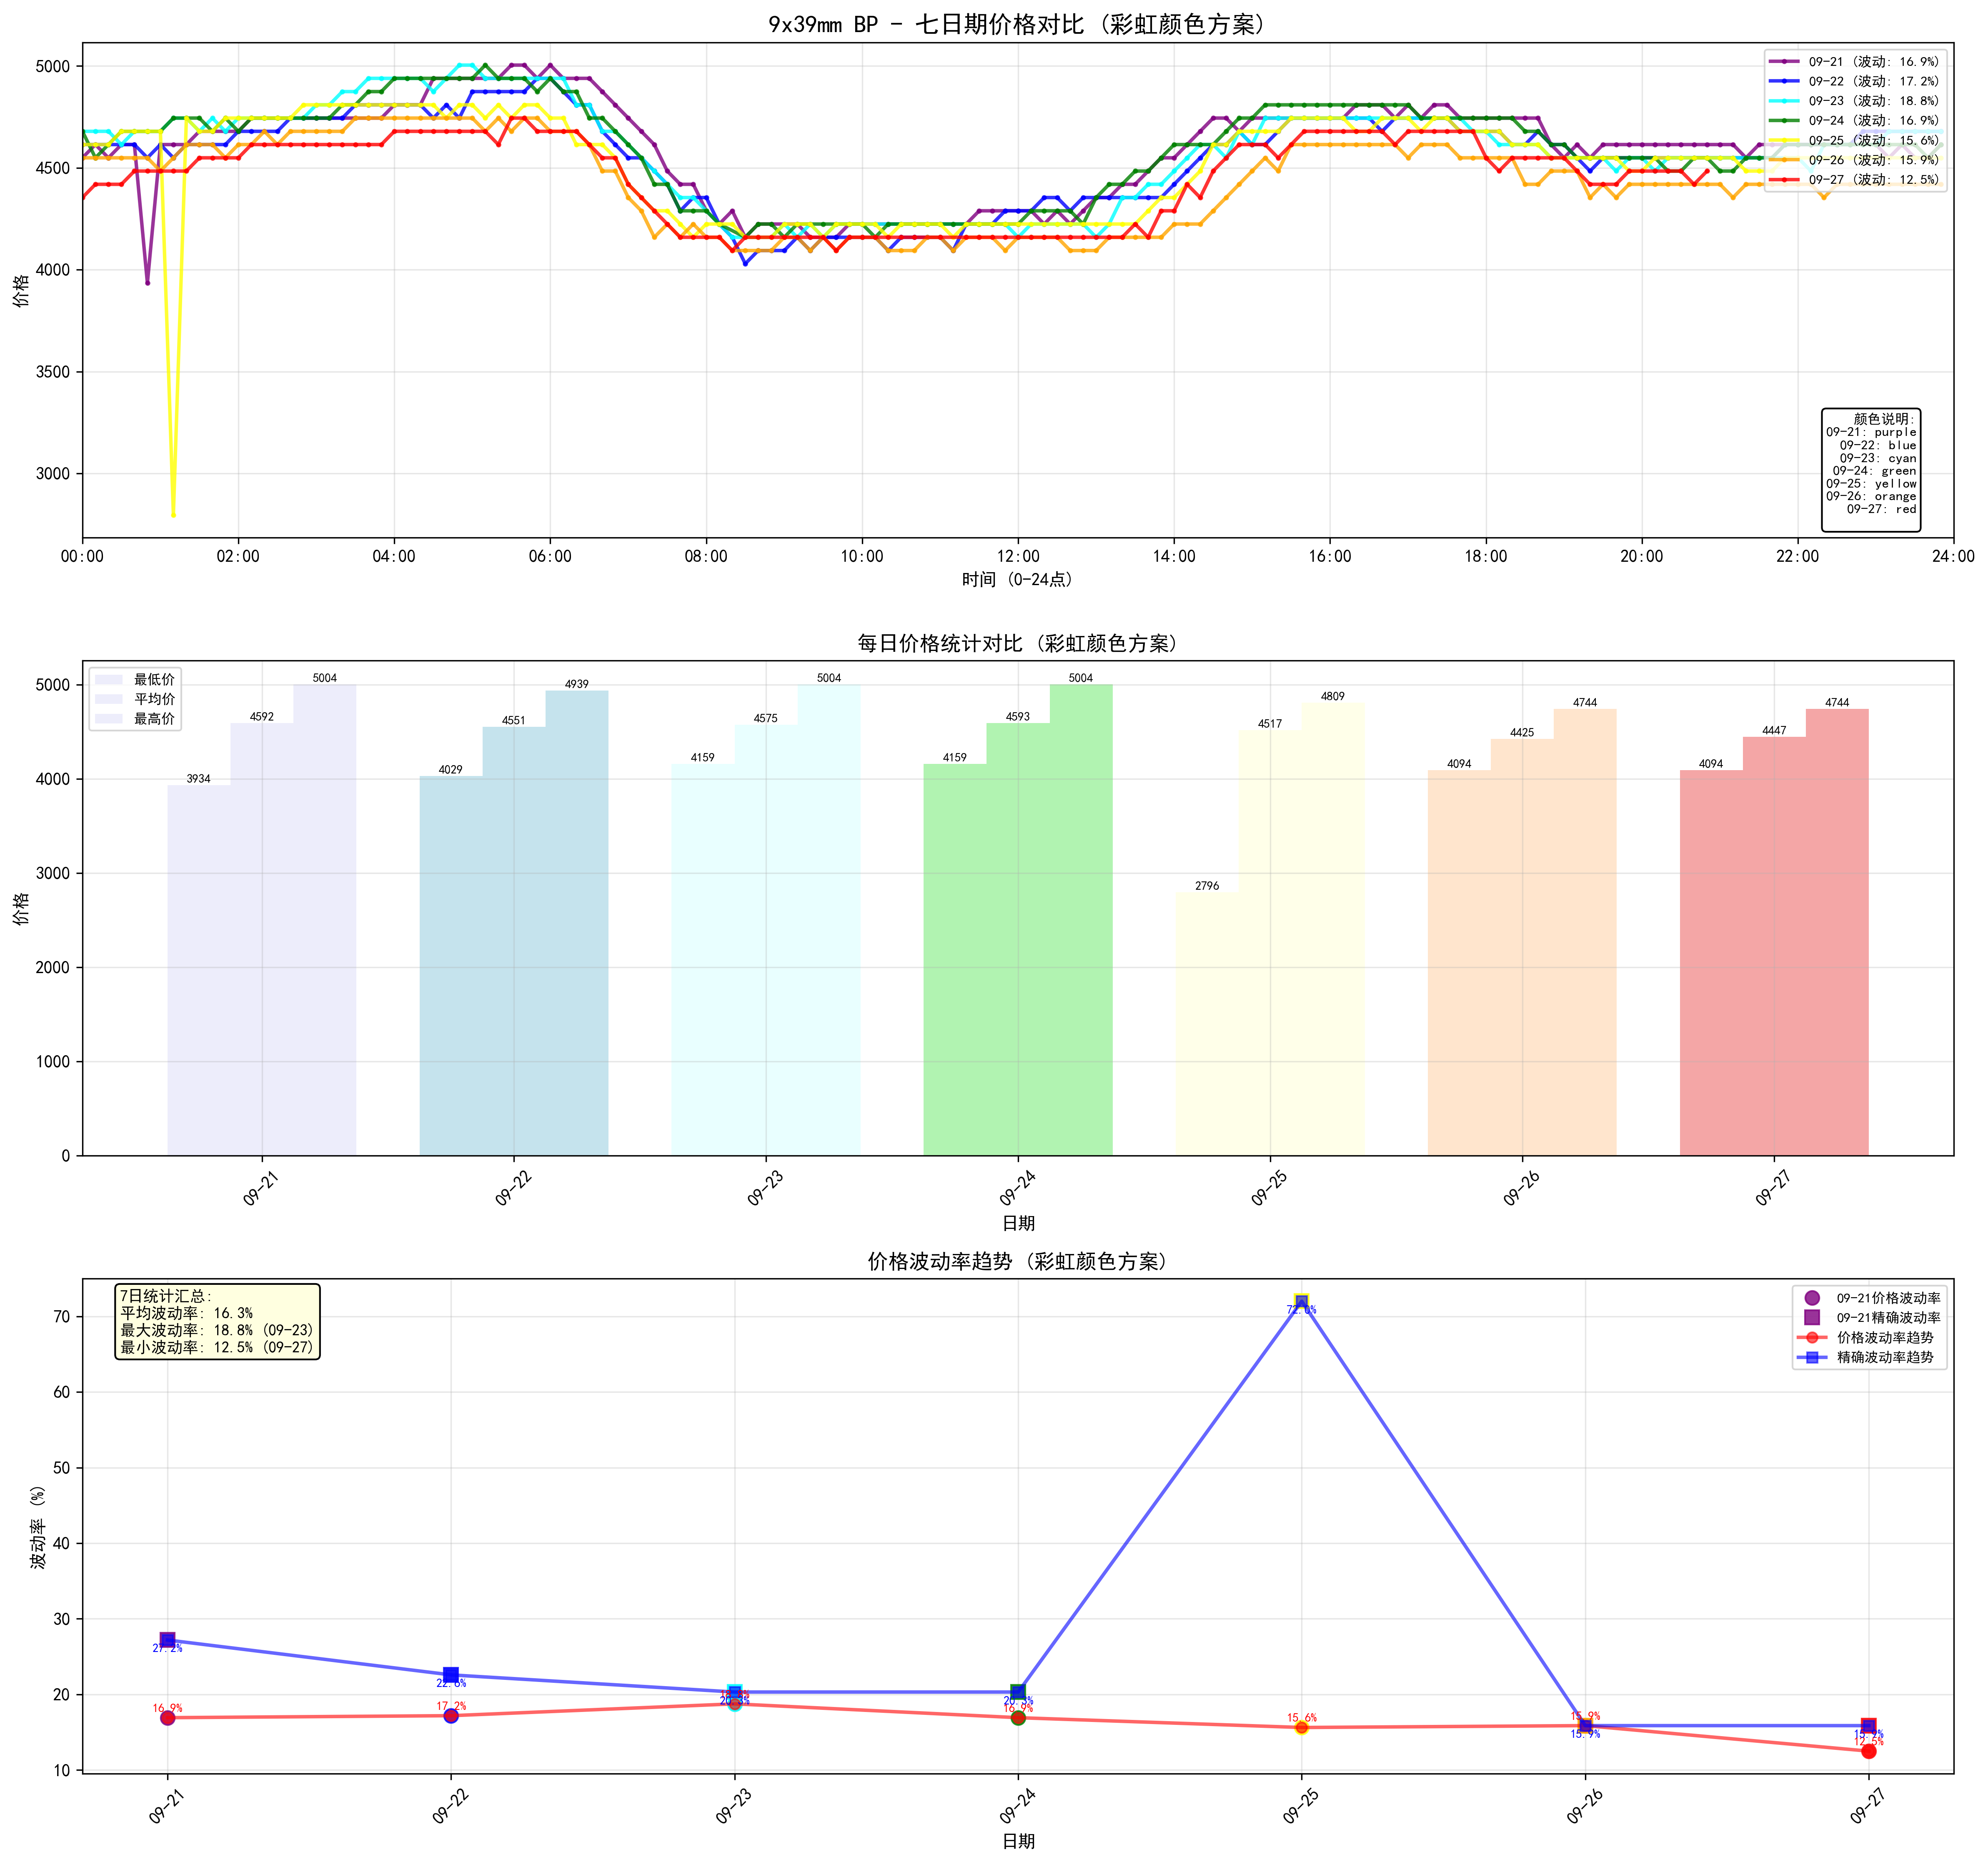 9x39mm BP - 七日期价格对比 (彩虹颜色方案)
价格
5000
4500
4000
3500
3000
09-21 (波动: 16.9%)
09-22 (波动: 17.2%)
09-23 (波动: 18.8%)
09-24 (波动: 16.9%)
09-25 (波动: 15.6%)
09-26 (波动: 15.9%)
09-27 (波动: 12.5%)
颜色说明:
09-21: purple
09-22: blue
09-23: cyan
09-24: green
09-25: yellow
09-26: orange
09-27: red
00:00 02:00 04:00 06:00 08:00 10:00 12:00 14:00 16:00 18:00 20:00 22:00 24:00
时间 (0-24点)
每日价格统计对比 (彩虹颜色方案)
最低价
平均价
最高价
价格
5000
4000
3000
2000
1000
0
3934 4592 5004
4029 4551 4939
4159 4575 5004
4159 4593 5004
2796 4517 4809
4094 4425 4744
4094 4447 4744
09-21 09-22 09-23 09-24 09-25 09-26 09-27
日期
价格波动率趋势 (彩虹颜色方案)
7日统计汇总:
平均波动率: 16.3%
最大波动率: 18.8% (09-23)
最小波动率: 12.5% (09-27)
09-21价格波动率
09-21精确波动率
价格波动率趋势
精确波动率趋势
波动率 (%)
70
60
50
40
30
20
10
27.2% 22.6% 20.3% 20.3% 72.0% 15.9%
16.9% 17.2% 16.9% 15.6% 15.9% 12.5%
09-21 09-22 09-23 09-24 09-25 09-26 09-27
日期